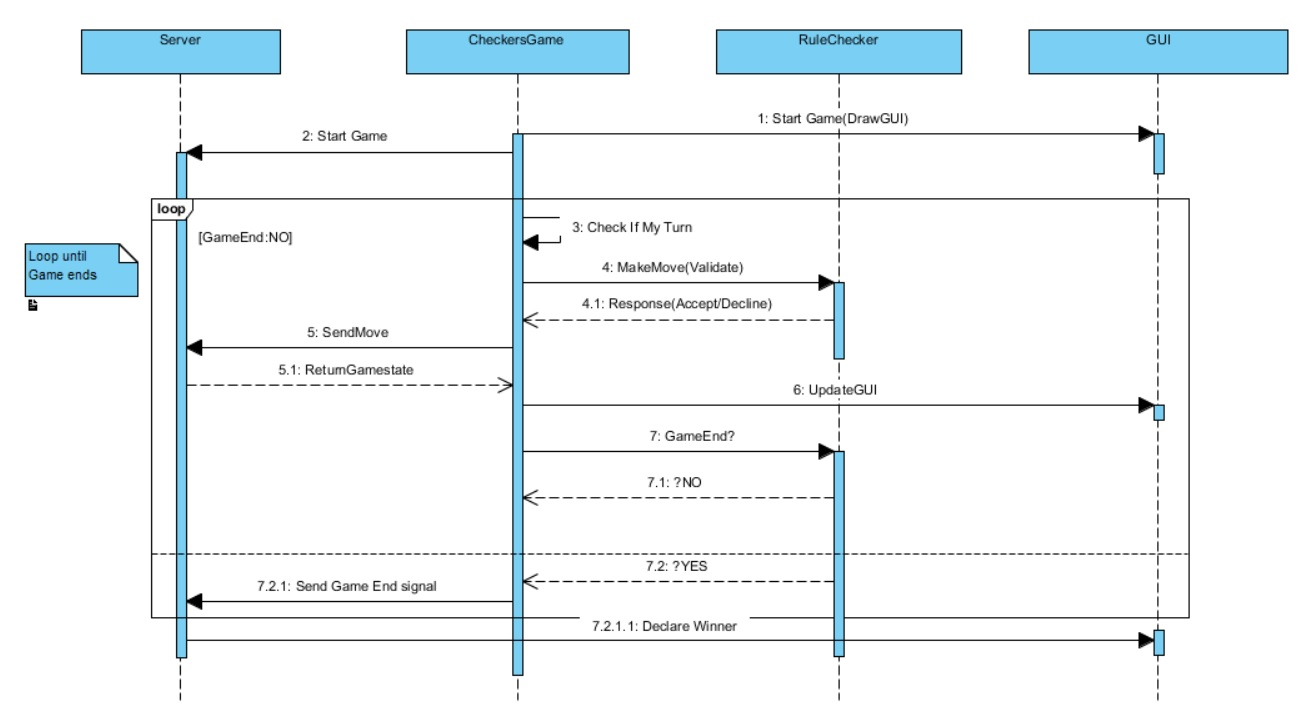 Server
CheckersGame
RuleChecker
GUI
1: Start Game(DrawGUI)
2: Start Game
loop
[GameEnd:NO]
3: Check If My Turn
Loop until
Game ends
4: MakeMove(Validate)
4.1: Response(Accept/Decline)
5: SendMove
5.1: ReturnGamestate
6: UpdateGUI
7: GameEnd?
7.1: ?NO
7.2: ?YES
7.2.1: Send Game End signal
7.2.1.1: Declare Winner